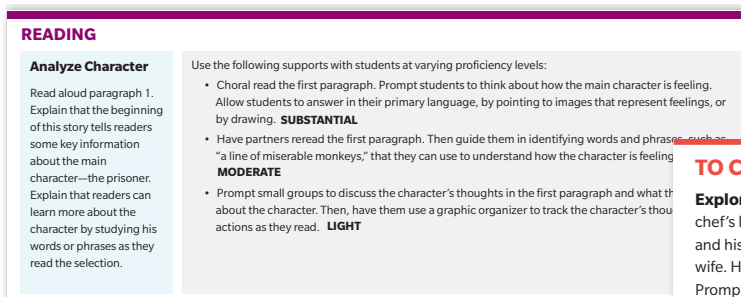 READING
Analyze Character
Read aloud paragraph 1.
Explain that the beginning
of this story tells readers
some key information
about the main
character—the prisoner.
Explain that readers can
learn more about the
character by studying his
words or phrases as they
read the selection.
Use the following supports with students at varying proficiency levels:
• Choral read the first paragraph. Prompt students to think about how the main character is feeling.
Allow students to answer in their primary language, by pointing to images that represent feelings, or
by drawing. SUBSTANTIAL
• Have partners reread the first paragraph. Then guide them in identifying words and phrases, such as
“a line of miserable monkeys,” that they can use to understand how the character is feeling
MODERATE
• Prompt small groups to discuss the character’s thoughts in the first paragraph and what
about the character. Then, have them use a graphic organizer to track the character’s
actions as they read. LIGHT
TO
chef’s
and his
wife. H